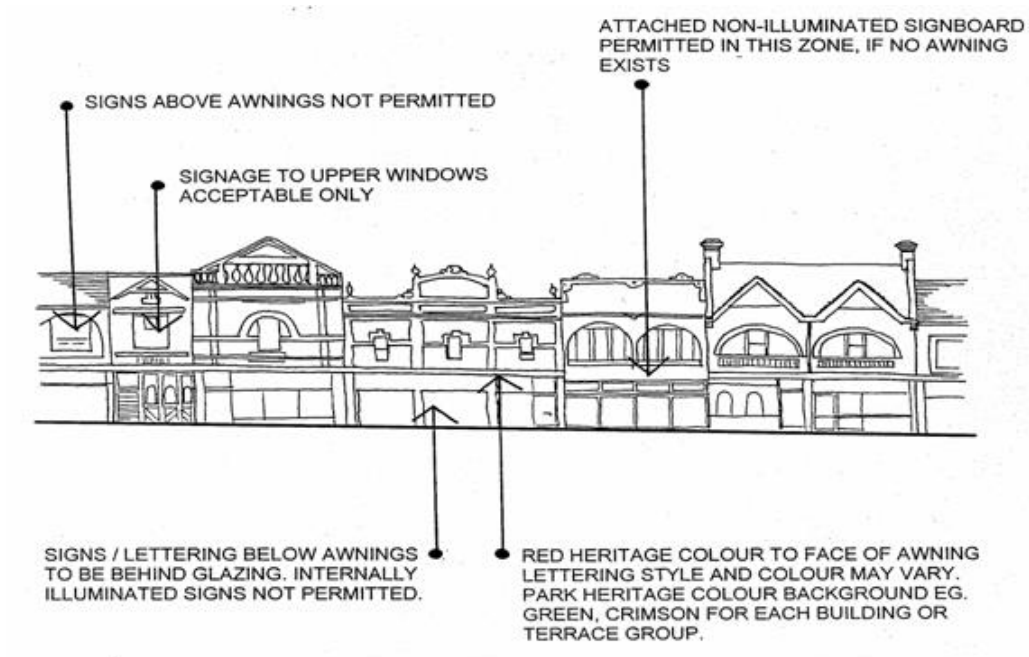 ATTACHED NON-ILLUMINATED SIGNBOARD
PERMITTED IN THIS ZONE, IF NO AWNING
EXISTS
SIGNS ABOVE AWNINGS NOT PERMITTED
SIGNAGE TO UPPER WINDOWS
ACCEPTABLE ONLY
SIGNS / LETTERING BELOW AWNINGS
TO BE BEHIND GLAZING. INTERNALLY
ILLUMINATED SIGNS NOT PERMITTED.
RED HERITAGE COLOUR TO FACE OF AWNING
LETTERING STYLE AND COLOUR MAY VARY.
PARK HERITAGE COLOUR BACKGROUND EG.
GREEN, CRIMSON FOR EACH BUILDING OR
TERRACE GROUP.